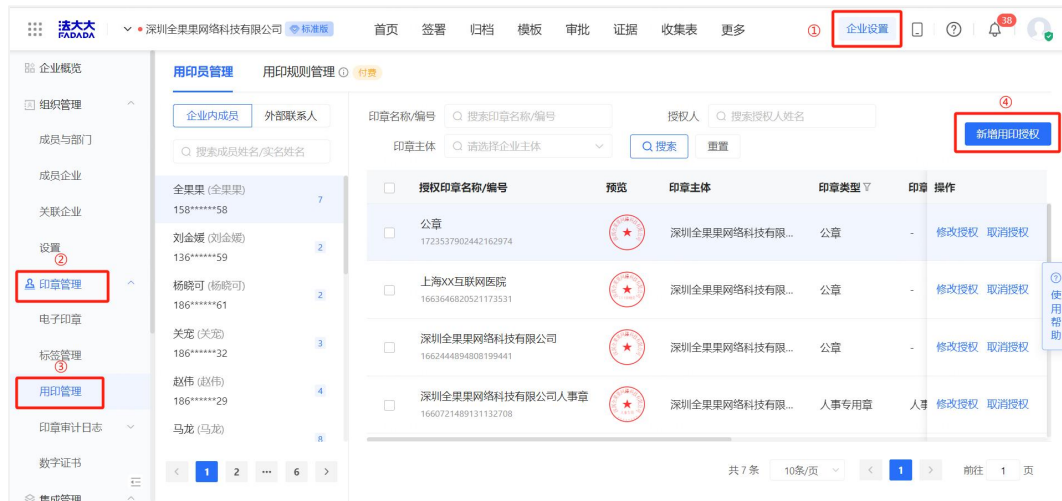 法大大
FADADA
深圳全果果网络科技有限公司 标准版
首页 签署 归档 模板 审批 证据 收集表 更多 ① 企业设置 38
企业概览
组织管理
成员与部门
成员企业
关联企业
设置
②
印章管理
电子印章
标签管理
③
用印管理
印章审计日志
数字证书
集成管理
用印员管理 用印规则管理 付费
企业内成员 外部联系人
搜索成员姓名/实名姓名
全果果 (全果果) 7
158******58
刘金媛 (刘金媛) 2
136******59
杨晓可 (杨晓可) 2
186******61
关宠 (关宠) 3
186******32
赵伟 (赵伟) 4
186******29
马龙 (马龙) 8
1 2 ••• 6
印章名称/编号 搜索印章名称/编号 授权人 搜索授权人姓名
印章主体 请选择企业主体 搜索 重置
④
新增用印授权
授权印章名称/编号 预览 印章主体 印章类型 印章 操作
公章 深圳全果果网络科技有限... 公章 - 修改授权 取消授权
1723537902442162974
上海XX互联网医院 深圳全果果网络科技有限... 公章 - 修改授权 取消授权
1663646820521173531
深圳全果果网络科技有限公司 深圳全果果网络科技有限... 公章 - 修改授权 取消授权
1662444894808199441
深圳全果果网络科技有限公司人事章 深圳全果果网络科技有限... 人事专用章 人事 修改授权 取消授权
1660721489131132708
共 7 条 10条/页 1 前往 1 页
使用帮助